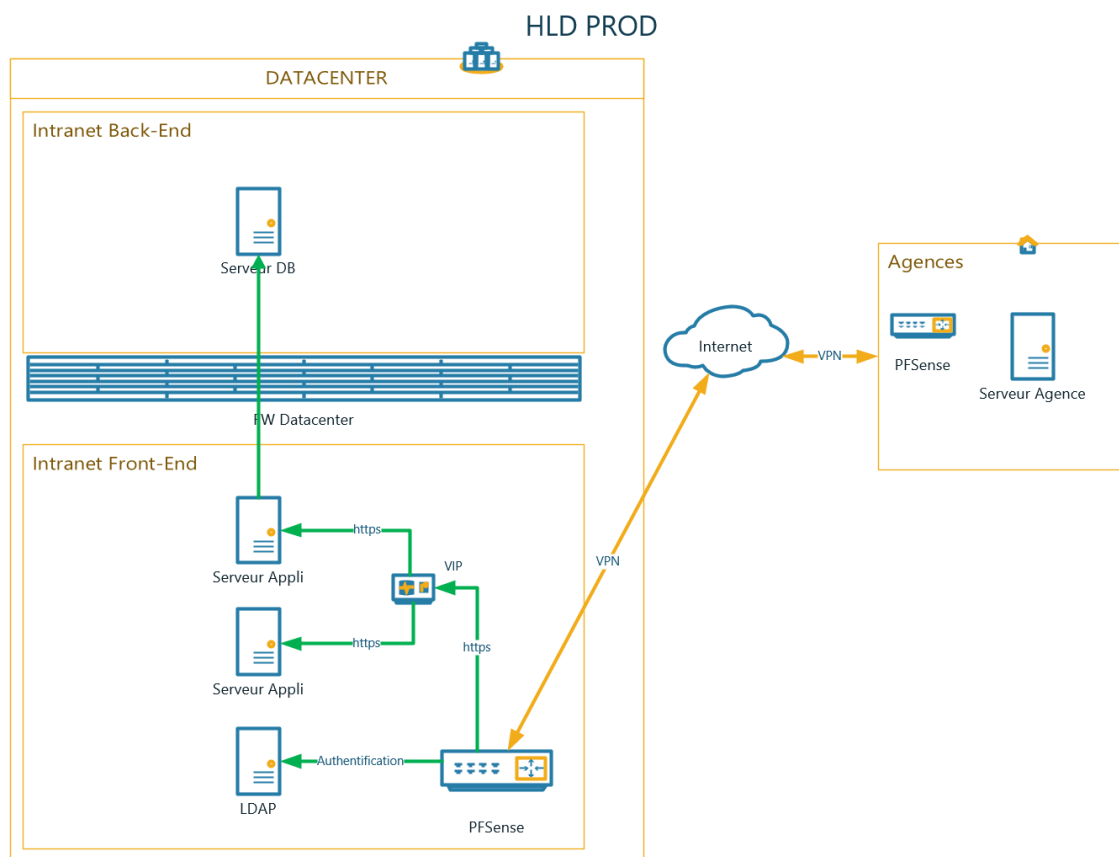 HLD PROD
DATACENTER
Intranet Back-End
Serveur DB
FW Datacenter
Intranet Front-End
https
Serveur Appli
VIP
https
https
Serveur Appli
Authentification
LDAP
PFSense
VPN
Internet
VPN
Agences
PFSense
Serveur Agence